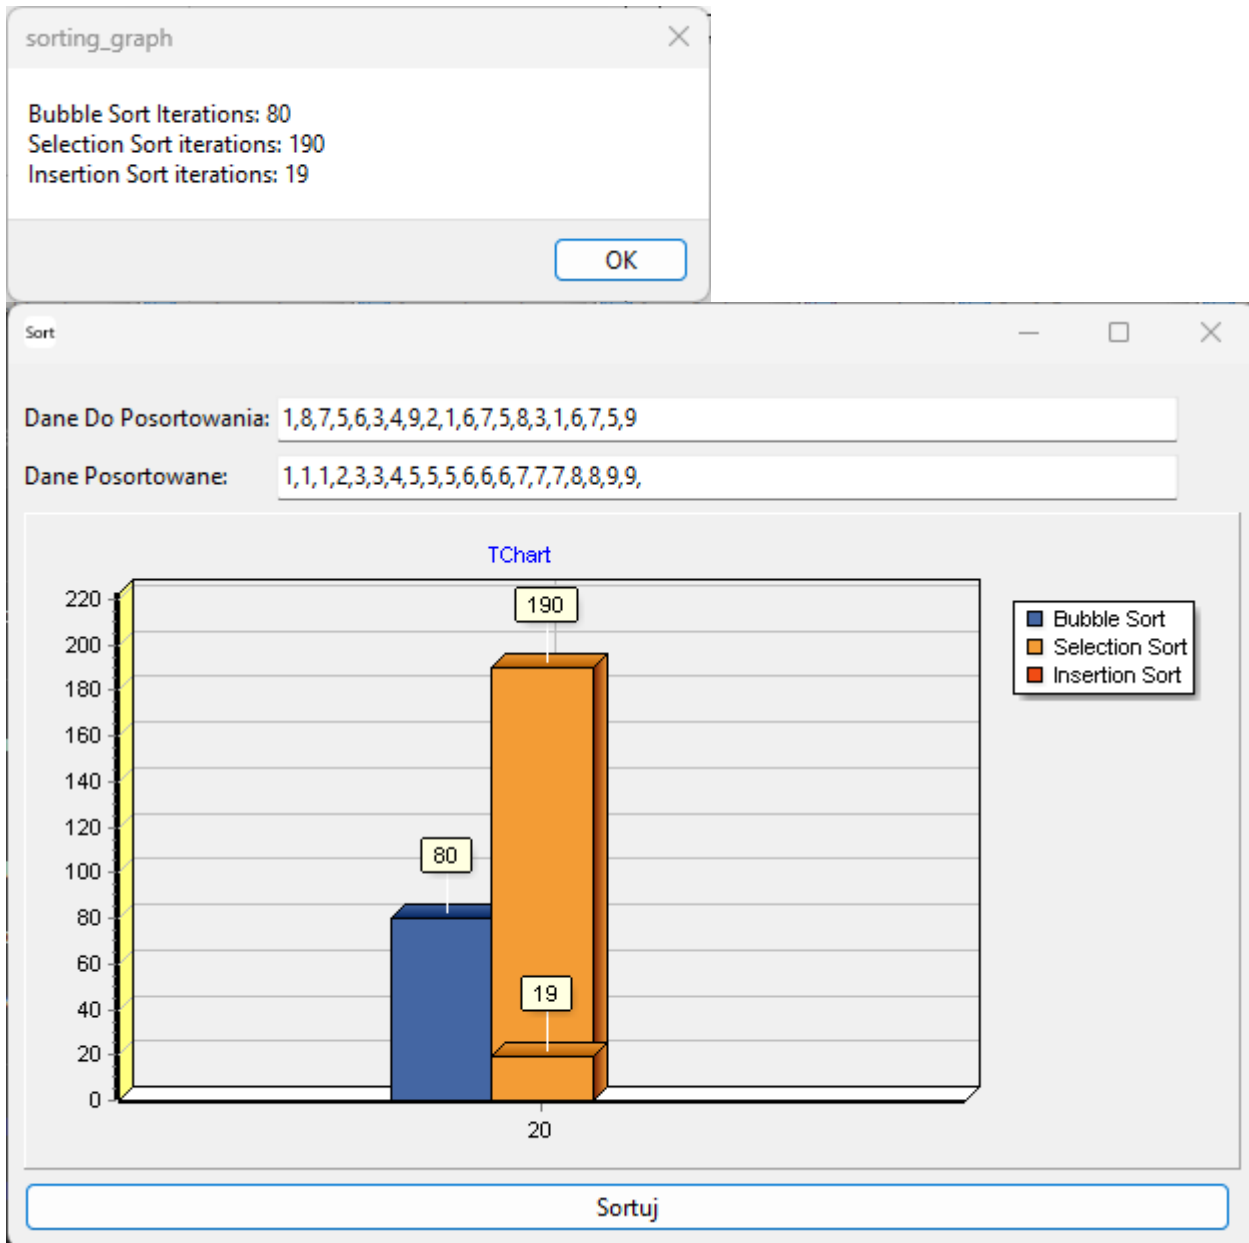 sorting_graph
Bubble Sort Iterations: 80
Selection Sort iterations: 190
Insertion Sort iterations: 19
OK
Sort
Dane Do Posortowania: 1,8,7,5,6,3,4,9,2,1,6,7,5,8,3,1,6,7,5,9
Dane Posortowane: 1,1,1,2,3,3,4,5,5,5,6,6,6,7,7,7,8,8,9,9,
TChart
220
200
180
160
140
120
100
80
60
40
20
0
190
80
19
20
Bubble Sort
Selection Sort
Insertion Sort
Sortuj